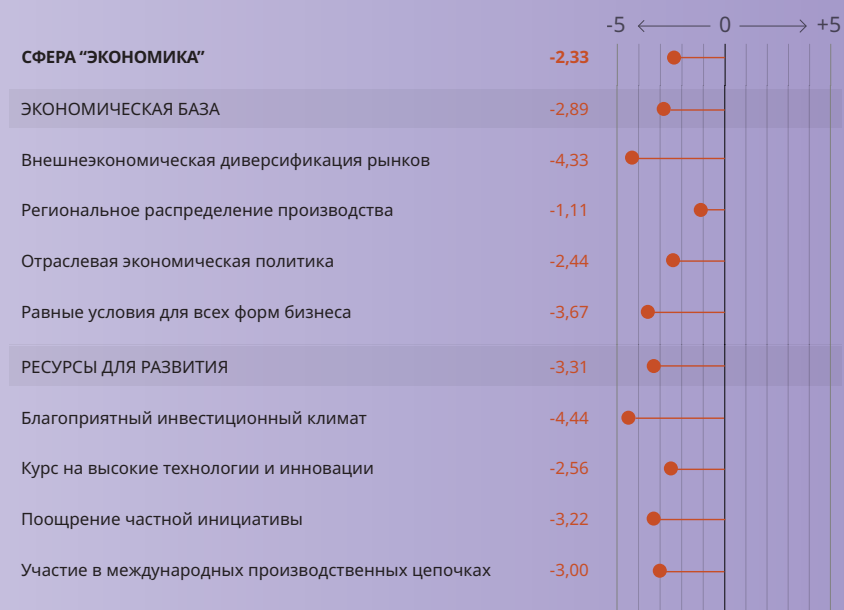 -5 0 +5
СФЕРА “ЭКОНОМИКА” -2,33
ЭКОНОМИЧЕСКАЯ БАЗА -2,89
Внешнеэкономическая диверсификация рынков -4,33
Региональное распределение производства -1,11
Отраслевая экономическая политика -2,44
Равные условия для всех форм бизнеса -3,67
РЕСУРСЫ ДЛЯ РАЗВИТИЯ -3,31
Благоприятный инвестиционный климат -4,44
Курс на высокие технологии и инновации -2,56
Поощрение частной инициативы -3,22
Участие в международных производственных цепочках -3,00